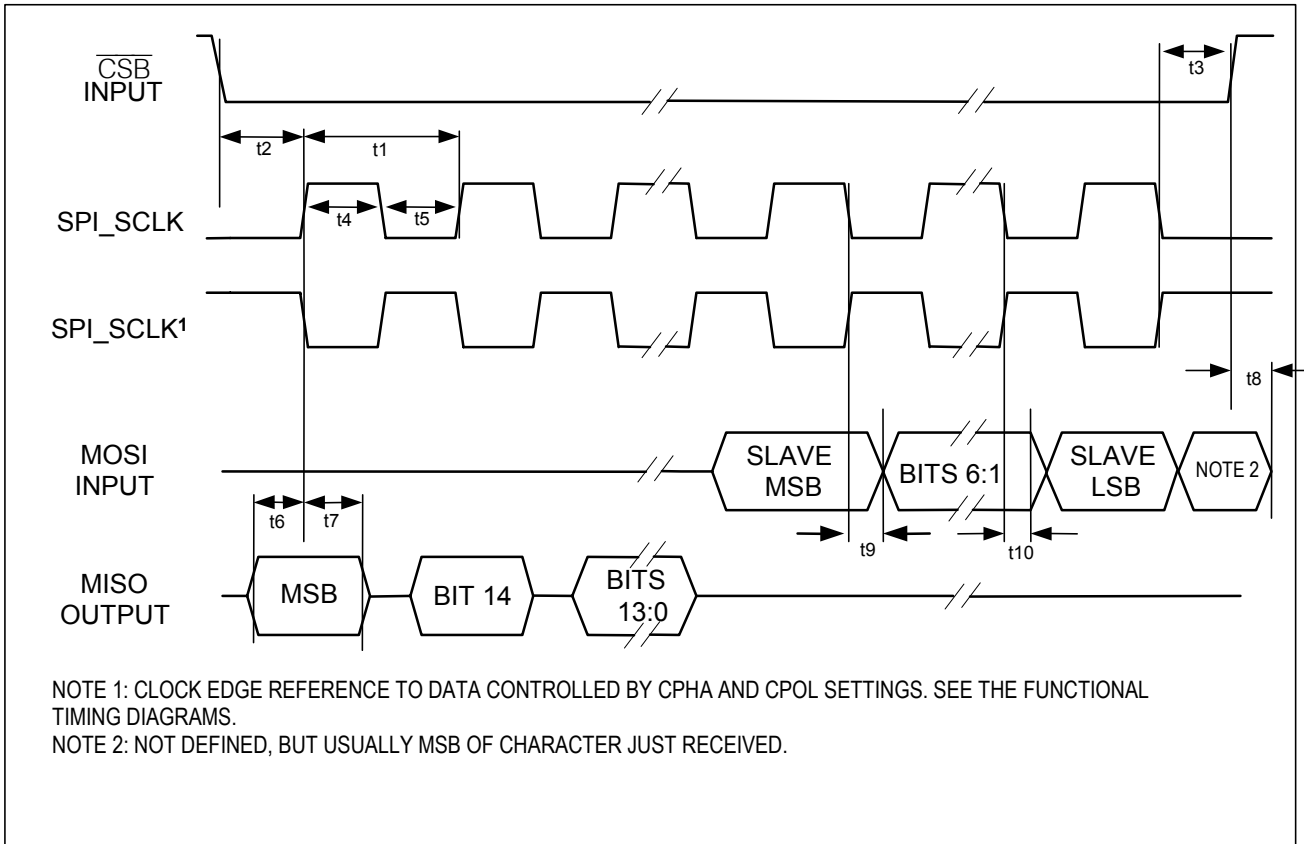 CSB
INPUT
t3
t2
t1
SPI_SCLK
t4
t5
SPI_SCLK¹
t8
MOSI
INPUT
SLAVE
MSB
BITS 6:1
SLAVE
LSB
NOTE 2
t6
t7
t9
t10
MISO
OUTPUT
MSB
BIT 14
BITS
13:0
NOTE 1: CLOCK EDGE REFERENCE TO DATA CONTROLLED BY CPHA AND CPOL SETTINGS. SEE THE FUNCTIONAL
TIMING DIAGRAMS.
NOTE 2: NOT DEFINED, BUT USUALLY MSB OF CHARACTER JUST RECEIVED.